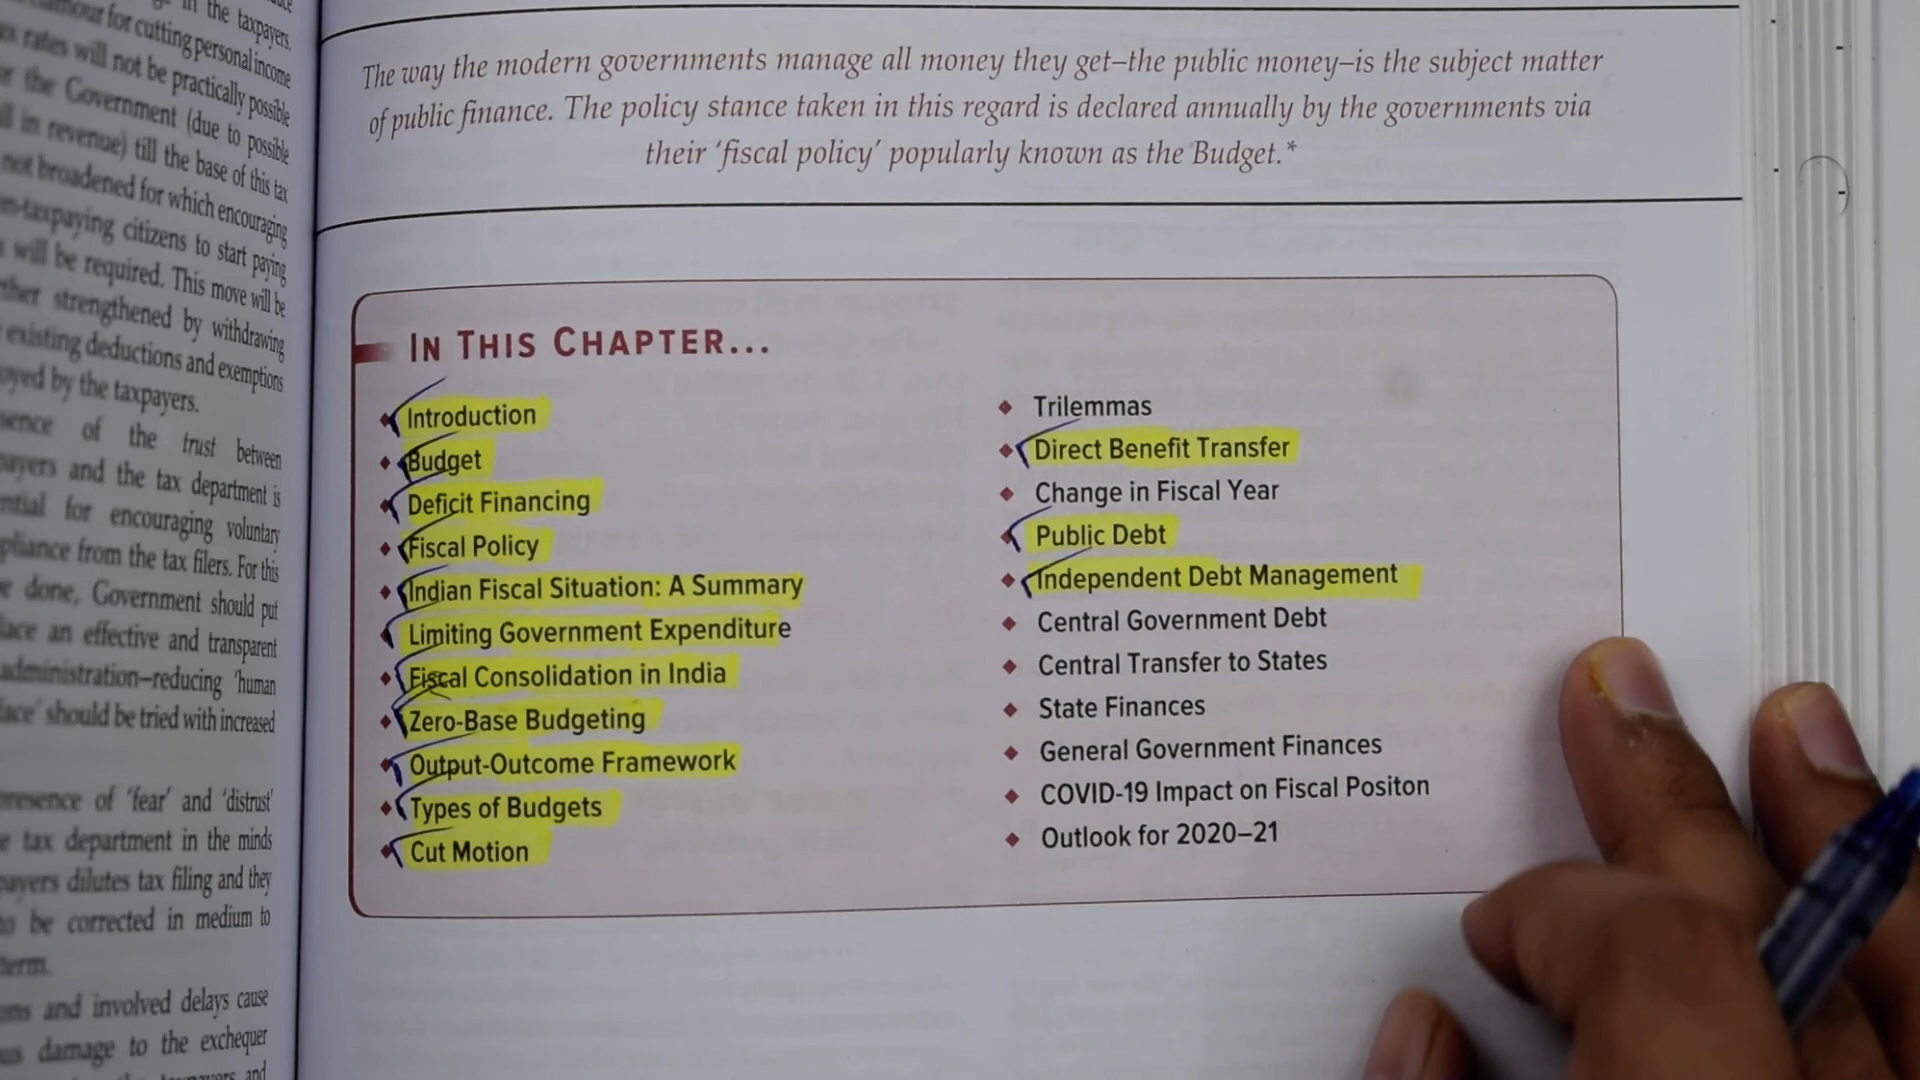 in the taxpayers.
for cutting personal income
rates will not be practically possible
the Government (due to possible
in revenue) till the base of this tax
not broadened for which encouraging
taxpaying citizens to start paying
will be required. This move will be
strengthened by withdrawing
existing deductions and exemptions
by the taxpayers.
of the trust between
and the tax department is
for encouraging voluntary
from the tax filers. For this
done, Government should put
an effective and transparent
administration–reducing 'human
should be tried with increased
of 'fear' and 'distrust'
tax department in the minds
dilutes tax filing and they
be corrected in medium to
term.
and involved delays cause
damage to the exchequer
and
The way the modern governments manage all money they get–the public money–is the subject matter
of public finance. The policy stance taken in this regard is declared annually by the governments via
their 'fiscal policy' popularly known as the Budget.*
IN THIS CHAPTER...
Introduction
Budget
Deficit Financing
Fiscal Policy
Indian Fiscal Situation: A Summary
Limiting Government Expenditure
Fiscal Consolidation in India
Zero-Base Budgeting
Output-Outcome Framework
Types of Budgets
Cut Motion
Trilemmas
Direct Benefit Transfer
Change in Fiscal Year
Public Debt
Independent Debt Management
Central Government Debt
Central Transfer to States
State Finances
General Government Finances
COVID-19 Impact on Fiscal Positon
Outlook for 2020–21